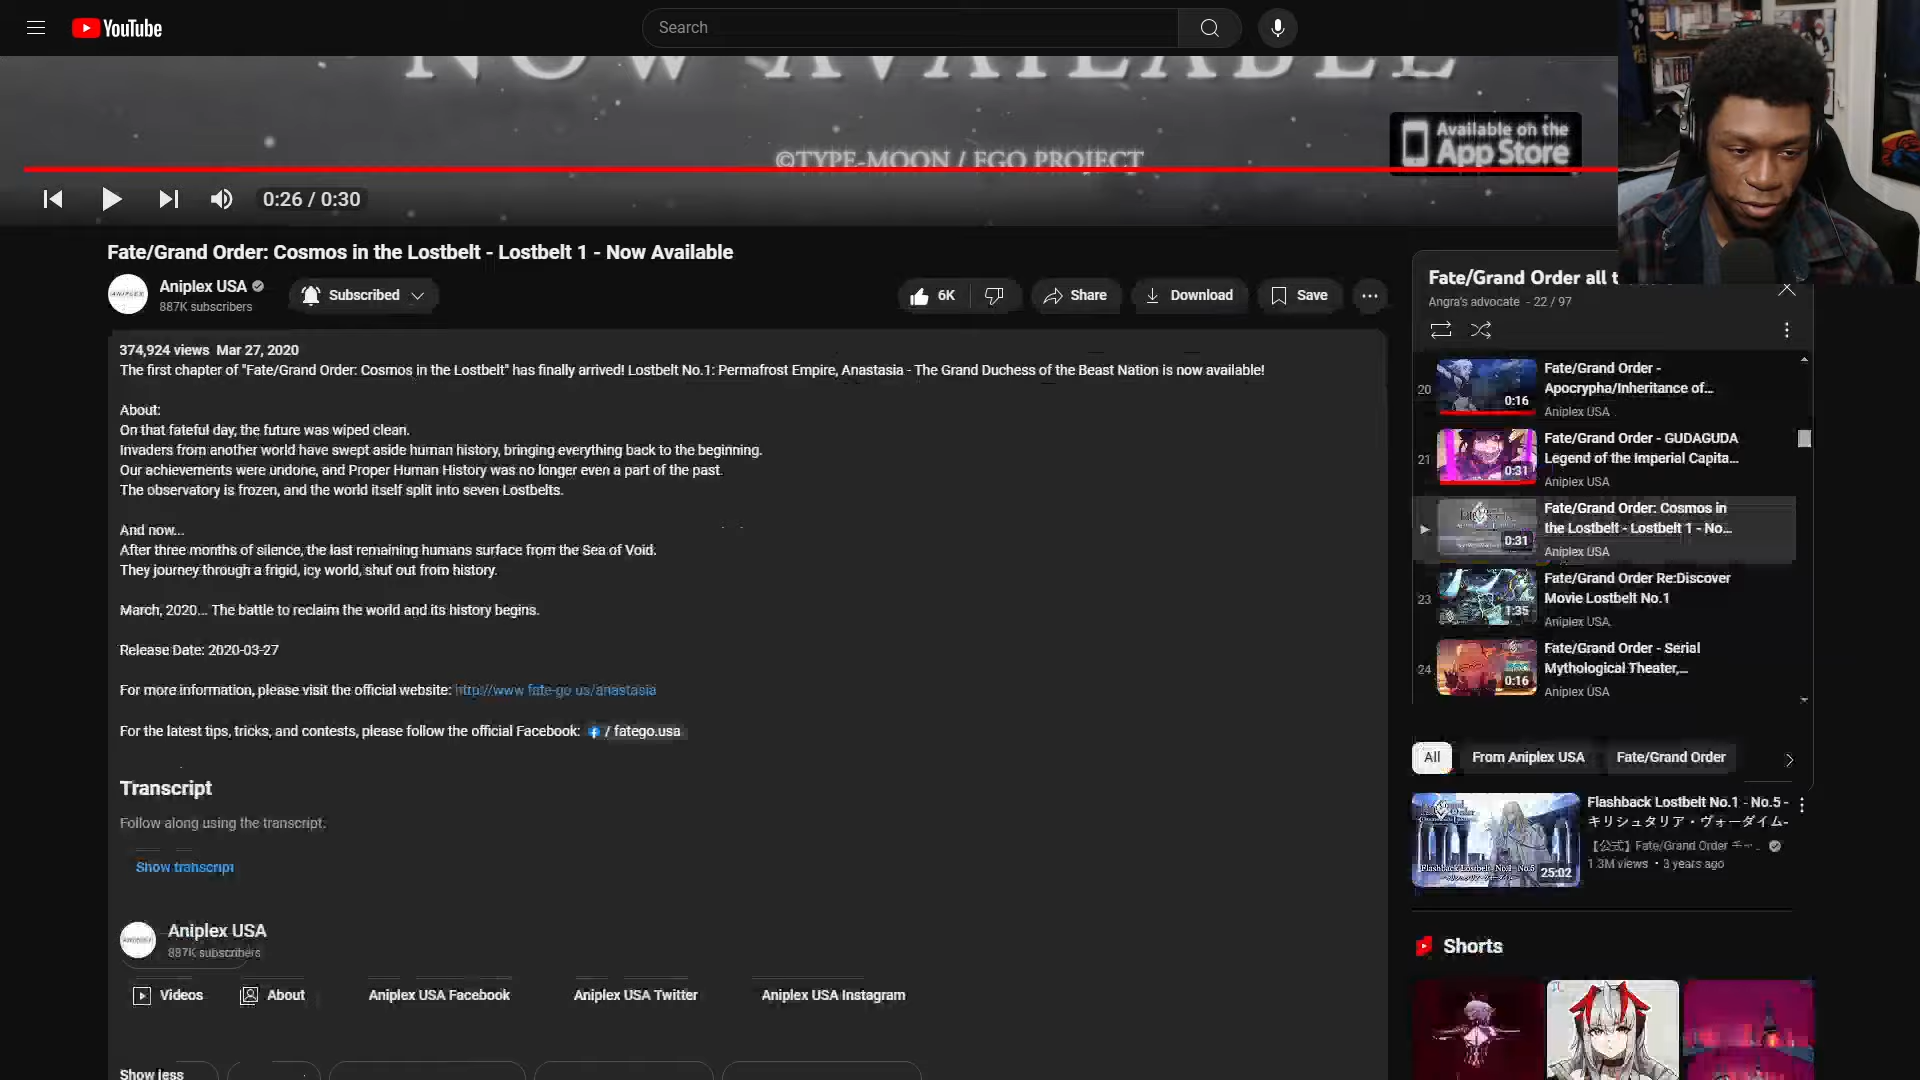 YouTube
Search
NOW AVAILABLE
©TYPE-MOON / FGO PROJECT
Available on the
App Store
0:26 / 0:30
Fate/Grand Order: Cosmos in the Lostbelt - Lostbelt 1 - Now Available
Aniplex USA
887K subscribers
Subscribed
6K
Share
Download
Save
374,924 views Mar 27, 2020
The first chapter of "Fate/Grand Order: Cosmos in the Lostbelt" has finally arrived! Lostbelt No.1: Permafrost Empire, Anastasia - The Grand Duchess of the Beast Nation is now available!
About:
On that fateful day, the future was wiped clean.
Invaders from another world have swept aside human history, bringing everything back to the beginning.
Our achievements were undone, and Proper Human History was no longer even a part of the past.
The observatory is frozen, and the world itself split into seven Lostbelts.
And now...
After three months of silence, the last remaining humans surface from the Sea of Void.
They journey through a frigid, icy world, shut out from history.
March, 2020... The battle to reclaim the world and its history begins.
Release Date: 2020-03-27
For more information, please visit the official website: http://www.fate-go.us/anastasia
For the latest tips, tricks, and contests, please follow the official Facebook: / fatego.usa
Transcript
Follow along using the transcript.
Show transcript
Aniplex USA
887K subscribers
Videos
About
Aniplex USA Facebook
Aniplex USA Twitter
Aniplex USA Instagram
Show less
Fate/Grand Order all t
Angra's advocate - 22 / 97
20
0:16
Fate/Grand Order -
Apocrypha/Inheritance of...
Aniplex USA
21
0:31
Fate/Grand Order - GUDAGUDA
Legend of the Imperial Capita...
Aniplex USA
0:31
Fate/Grand Order: Cosmos in
the Lostbelt - Lostbelt 1 - No...
Aniplex USA
23
1:35
Fate/Grand Order Re:Discover
Movie Lostbelt No.1
Aniplex USA
24
0:16
Fate/Grand Order - Serial
Mythological Theater,...
Aniplex USA
All
From Aniplex USA
Fate/Grand Order
Flashback Lostbelt No.1 - No.5
25:02
Flashback Lostbelt No.1 - No.5 -
キリシュタリア・ヴォーダイム-
【公式】Fate/Grand Order チャ...
1.3M views • 3 years ago
Shorts